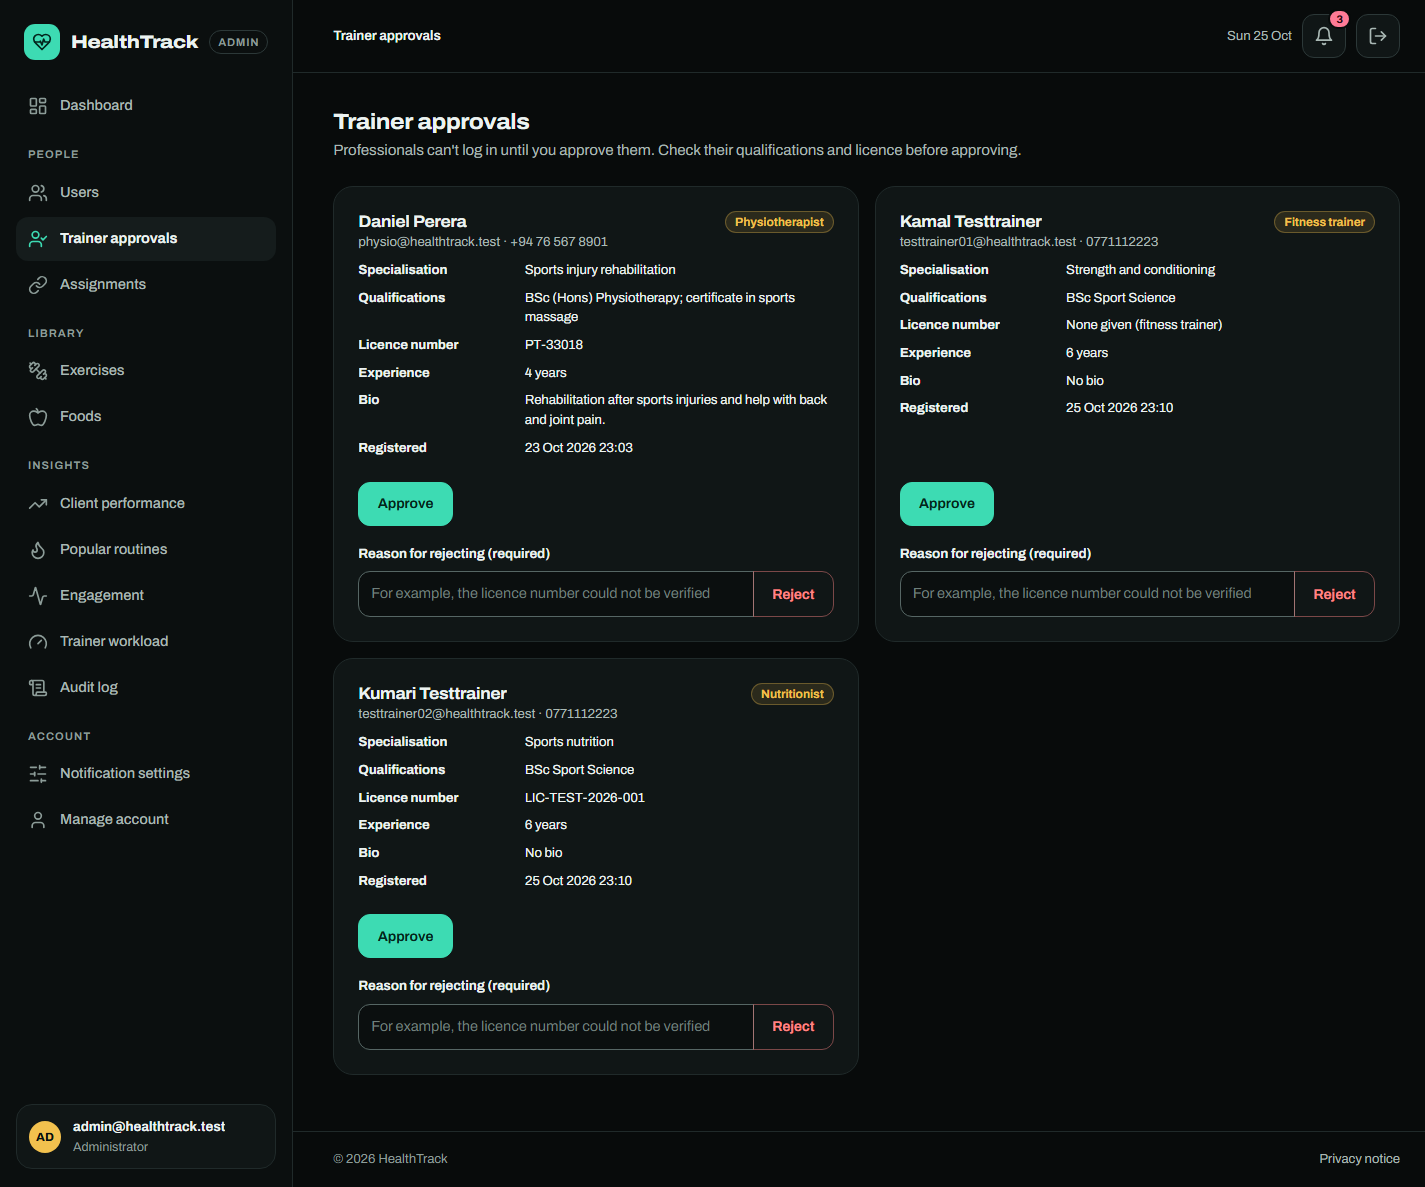 HealthTrack ADMIN
Dashboard
PEOPLE
Users
Trainer approvals
Assignments
LIBRARY
Exercises
Foods
INSIGHTS
Client performance
Popular routines
Engagement
Trainer workload
Audit log
ACCOUNT
Notification settings
Manage account
AD
admin@healthtrack.test
Administrator
Trainer approvals
Sun 25 Oct
3
Trainer approvals
Professionals can't log in until you approve them. Check their qualifications and licence before approving.
Daniel Perera Physiotherapist
physio@healthtrack.test · +94 76 567 8901
Specialisation Sports injury rehabilitation
Qualifications BSc (Hons) Physiotherapy; certificate in sports
massage
Licence number PT-33018
Experience 4 years
Bio Rehabilitation after sports injuries and help with back
and joint pain.
Registered 23 Oct 2026 23:03
Approve
Reason for rejecting (required)
For example, the licence number could not be verified Reject
Kamal Testtrainer Fitness trainer
testtrainer01@healthtrack.test · 0771112223
Specialisation Strength and conditioning
Qualifications BSc Sport Science
Licence number None given (fitness trainer)
Experience 6 years
Bio No bio
Registered 25 Oct 2026 23:10
Approve
Reason for rejecting (required)
For example, the licence number could not be verified Reject
Kumari Testtrainer Nutritionist
testtrainer02@healthtrack.test · 0771112223
Specialisation Sports nutrition
Qualifications BSc Sport Science
Licence number LIC-TEST-2026-001
Experience 6 years
Bio No bio
Registered 25 Oct 2026 23:10
Approve
Reason for rejecting (required)
For example, the licence number could not be verified Reject
© 2026 HealthTrack
Privacy notice